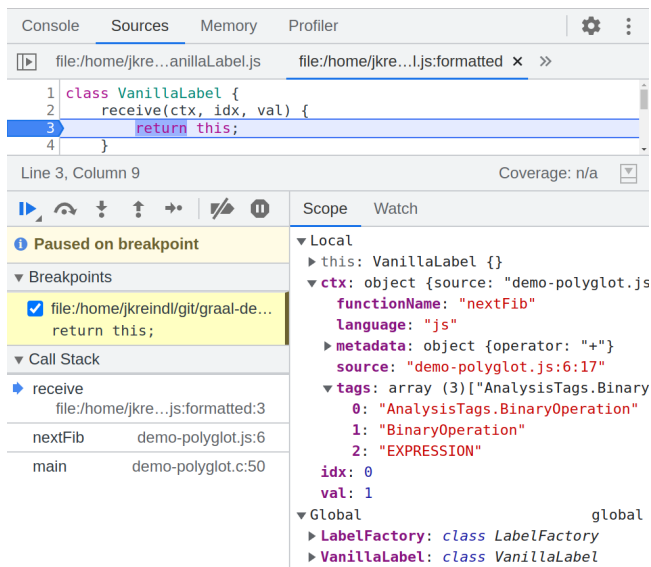 Console Sources Memory Profiler
file:/home/jkre…anillaLabel.js file:/home/jkre…l.js:formatted × »
1 class VanillaLabel {
2 receive(ctx, idx, val) {
3 return this;
4 }
Line 3, Column 9 Coverage: n/a
Scope Watch
Paused on breakpoint
Breakpoints
file:/home/jkreindl/git/graal-de…
return this;
Call Stack
receive
file:/home/jkre…js:formatted:3
nextFib demo-polyglot.js:6
main demo-polyglot.c:50
Local
this: VanillaLabel {}
ctx: object {source: "demo-polyglot.js
functionName: "nextFib"
language: "js"
metadata: object {operator: "+"}
source: "demo-polyglot.js:6:17"
tags: array (3)["AnalysisTags.Binary
0: "AnalysisTags.BinaryOperation"
1: "BinaryOperation"
2: "EXPRESSION"
idx: 0
val: 1
Global global
LabelFactory: class LabelFactory
VanillaLabel: class VanillaLabel